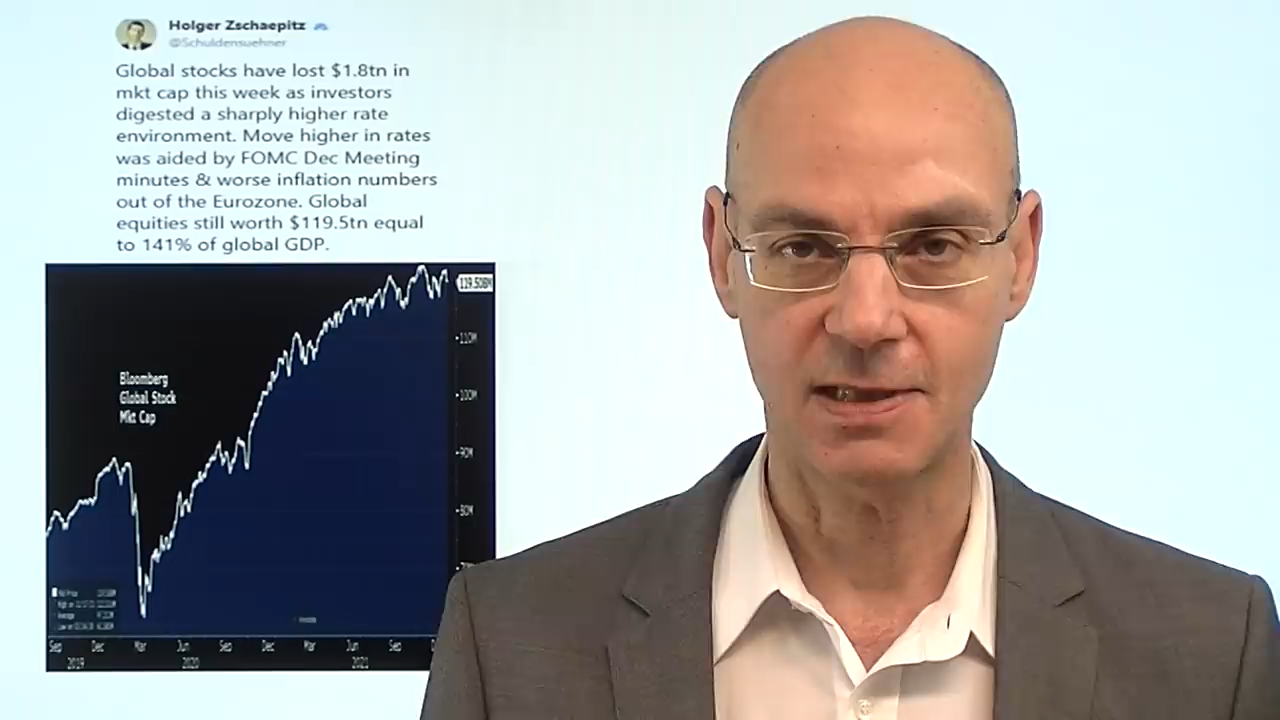 Holger Zschaepitz
@Schuldensuehner
Global stocks have lost $1.8tn in
mkt cap this week as investors
digested a sharply higher rate
environment. Move higher in rates
was aided by FOMC Dec Meeting
minutes & worse inflation numbers
out of the Eurozone. Global
equities still worth $119.5tn equal
to 141% of global GDP.
119.508M
110M
Bloomberg
Global Stock
Mkt Cap
100M
90M
80M
Sep Dec Mar Jun Sep Dec Mar Jun Sep
2019 2020 2021